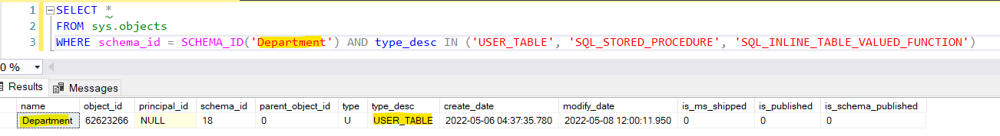 1 SELECT *
2 FROM sys.objects
3 WHERE schema_id = SCHEMA_ID('Department') AND type_desc IN ('USER_TABLE', 'SQL_STORED_PROCEDURE', 'SQL_INLINE_TABLE_VALUED_FUNCTION')
0 %
Results Messages
name object_id principal_id schema_id parent_object_id type type_desc create_date modify_date is_ms_shipped is_published is_schema_published
Department 62623266 NULL 18 0 U USER_TABLE 2022-05-06 04:37:35.780 2022-05-08 12:00:11.950 0 0 0